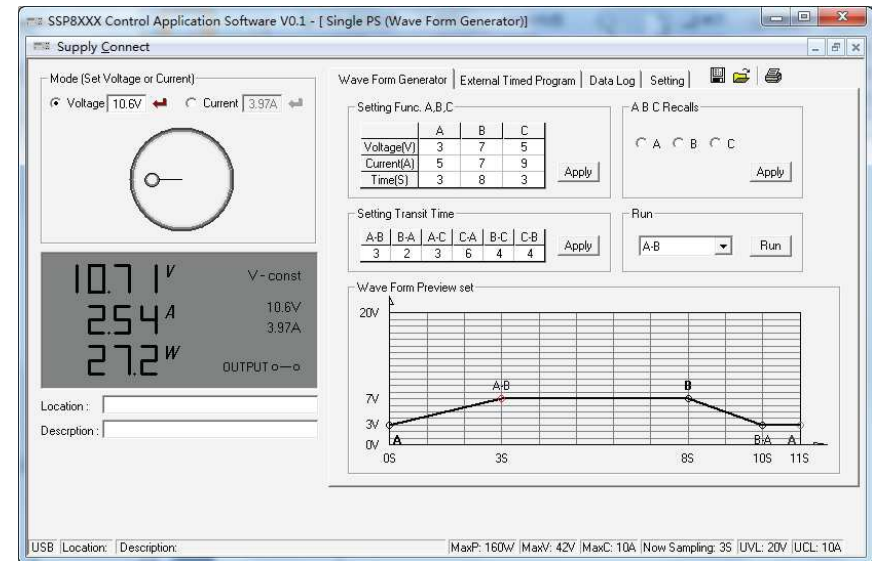 SSP8XXX Control Application Software V0.1 - [ Single PS (Wave Form Generator)]
Supply Connect
Mode (Set Voltage or Current)
Voltage 10.6V Current 3.97A
10.71 V V-const
2.54 A 10.6V
3.97A
27.2 W OUTPUT
Location :
Descrption :
Wave Form Generator External Timed Program Data Log Setting
Setting Func. A,B,C
A B C
Voltage(V) 3 7 5
Current(A) 5 7 9
Time(S) 3 8 3
Apply
A B C Recalls
A B C
Apply
Setting Transit Time
A-B B-A A-C C-A B-C C-B
3 2 3 6 4 4
Apply
Run
A-B Run
Wave Form Preview set
20V
A-B B
7V
3V
0V A B-A A
0S 3S 8S 10S 11S
USB Location: Description: MaxP: 160W MaxV: 42V MaxC: 10A Now Sampling: 3S UVL: 20V UCL: 10A